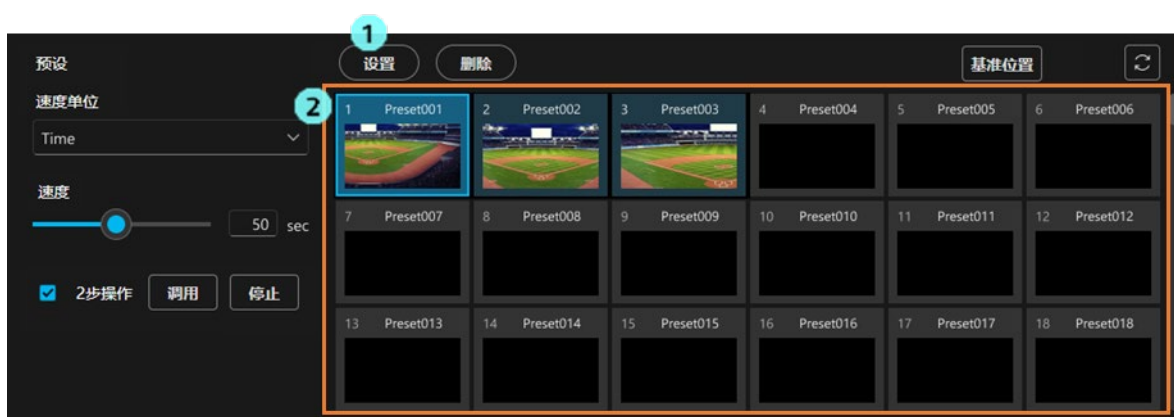 1
预设
设置
删除
基准位置
速度单位
2
Time
速度
50 sec
2步操作
调用
停止
1 Preset001
2 Preset002
3 Preset003
4 Preset004
5 Preset005
6 Preset006
7 Preset007
8 Preset008
9 Preset009
10 Preset010
11 Preset011
12 Preset012
13 Preset013
14 Preset014
15 Preset015
16 Preset016
17 Preset017
18 Preset018